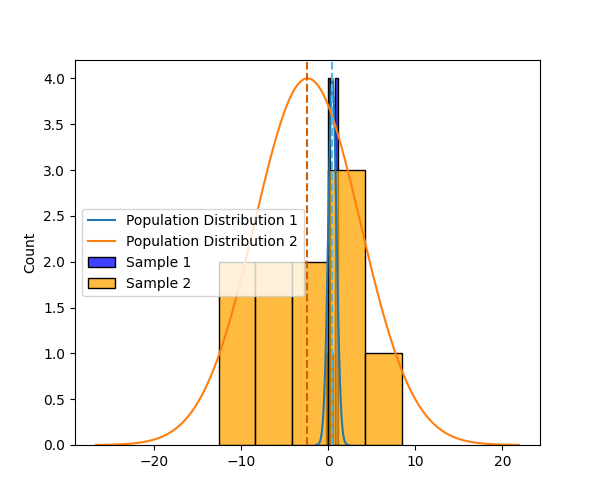 4.0
3.5
3.0
2.5
2.0
1.5
1.0
0.5
0.0
Count
Population Distribution 1
Population Distribution 2
Sample 1
Sample 2
−20 −10 0 10 20